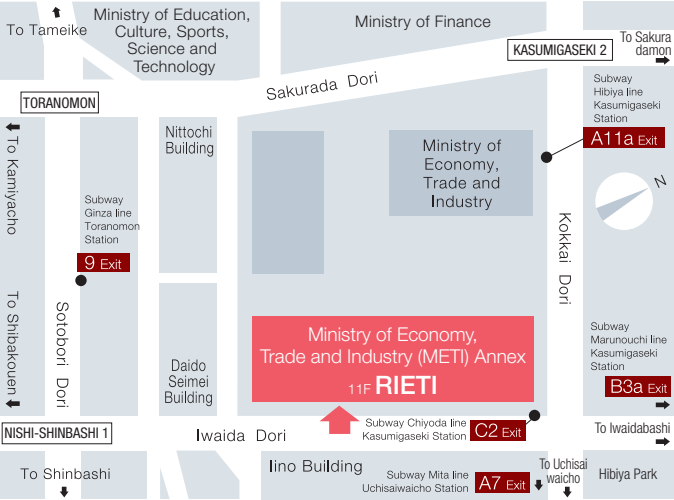 To Tameike
Ministry of Education,
Culture, Sports,
Science and
Technology
Ministry of Finance
KASUMIGASEKI 2
To Sakura
damon
Sakurada Dori
TORANOMON
Subway
Hibiya line
Kasumigaseki
Station
A11a Exit
Nittochi
Building
Ministry of
Economy,
Trade and
Industry
To Kamiyacho
N
Subway
Ginza line
Toranomon
Station
9 Exit
Kokkai Dori
To Shibakouen
Sotobori Dori
Ministry of Economy,
Trade and Industry (METI) Annex
11F RIETI
Subway
Marunouchi line
Kasumigaseki
Station
B3a Exit
Daido
Seimei
Building
Subway Chiyoda line
Kasumigaseki Station
C2 Exit
NISHI-SHINBASHI 1
Iwaida Dori
To Iwaidabashi
To Shinbashi
Iino Building
Subway Mita line
Uchisaiwaicho Station
A7 Exit
To Uchisai
waicho
Hibiya Park